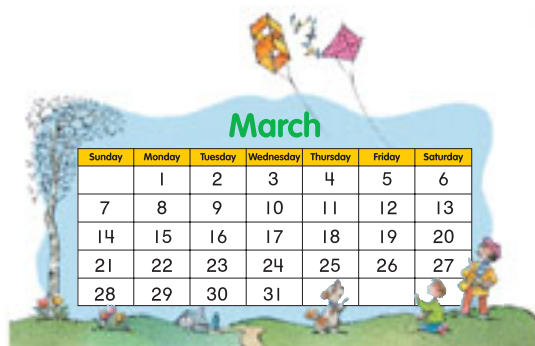 March
Sunday Monday Tuesday Wednesday Thursday Friday Saturday
1 2 3 4 5 6
7 8 9 10 11 12 13
14 15 16 17 18 19 20
21 22 23 24 25 26 27
28 29 30 31